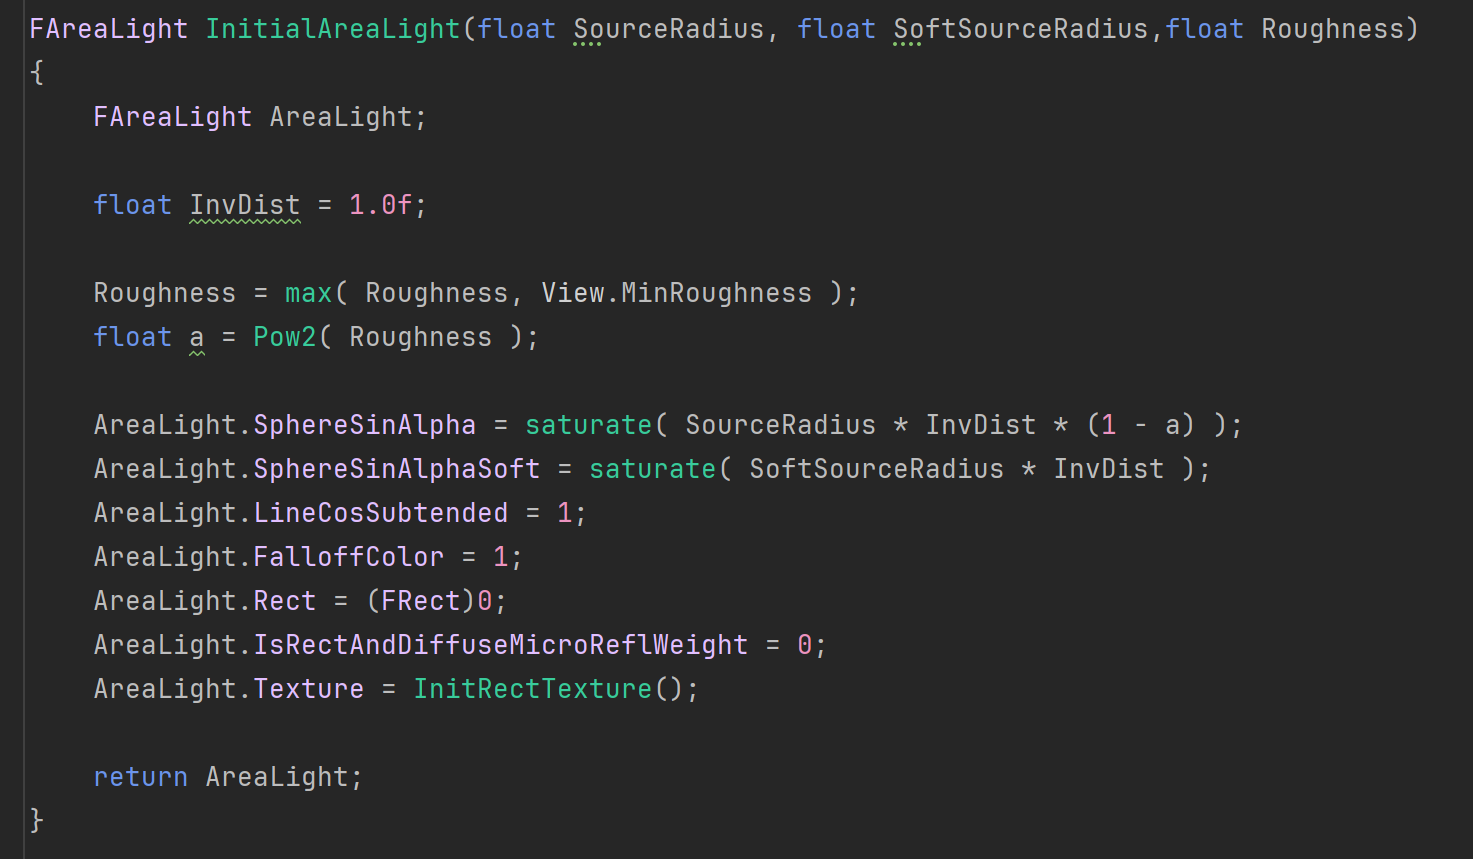 FAreaLight InitialAreaLight(float SourceRadius, float SoftSourceRadius,float Roughness)
{
    FAreaLight AreaLight;
    float InvDist = 1.0f;
    Roughness = max( Roughness, View.MinRoughness );
    float a = Pow2( Roughness );
    AreaLight.SphereSinAlpha = saturate( SourceRadius * InvDist * (1 - a) );
    AreaLight.SphereSinAlphaSoft = saturate( SoftSourceRadius * InvDist );
    AreaLight.LineCosSubtended = 1;
    AreaLight.FalloffColor = 1;
    AreaLight.Rect = (FRect)0;
    AreaLight.IsRectAndDiffuseMicroReflWeight = 0;
    AreaLight.Texture = InitRectTexture();
    return AreaLight;
}